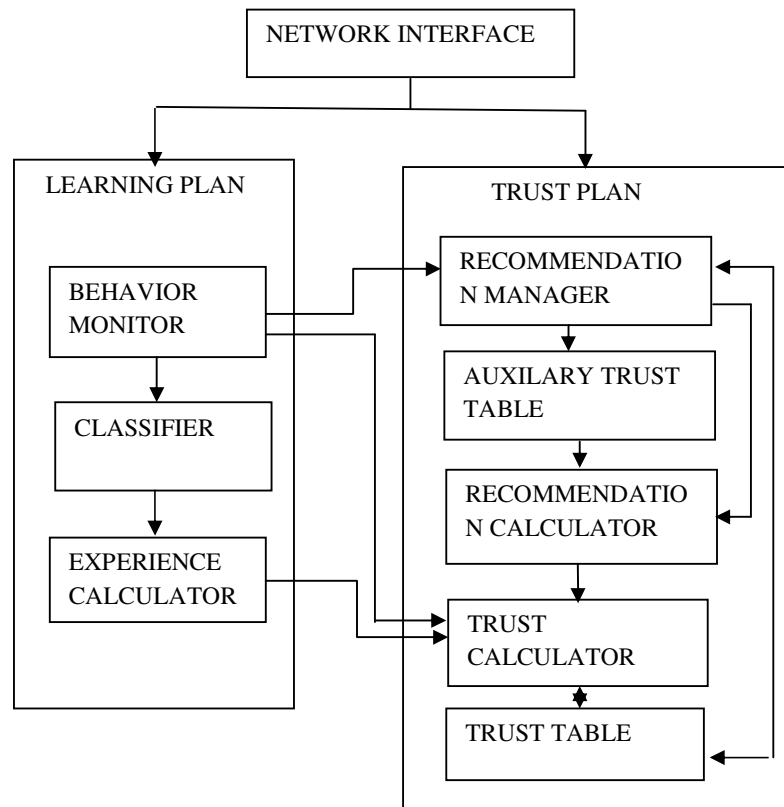 NETWORK INTERFACE
LEARNING PLAN
BEHAVIOR
MONITOR
CLASSIFIER
EXPERIENCE
CALCULATOR
TRUST PLAN
RECOMMENDATIO
N MANAGER
AUXILARY TRUST
TABLE
RECOMMENDATIO
N CALCULATOR
TRUST
CALCULATOR
TRUST TABLE